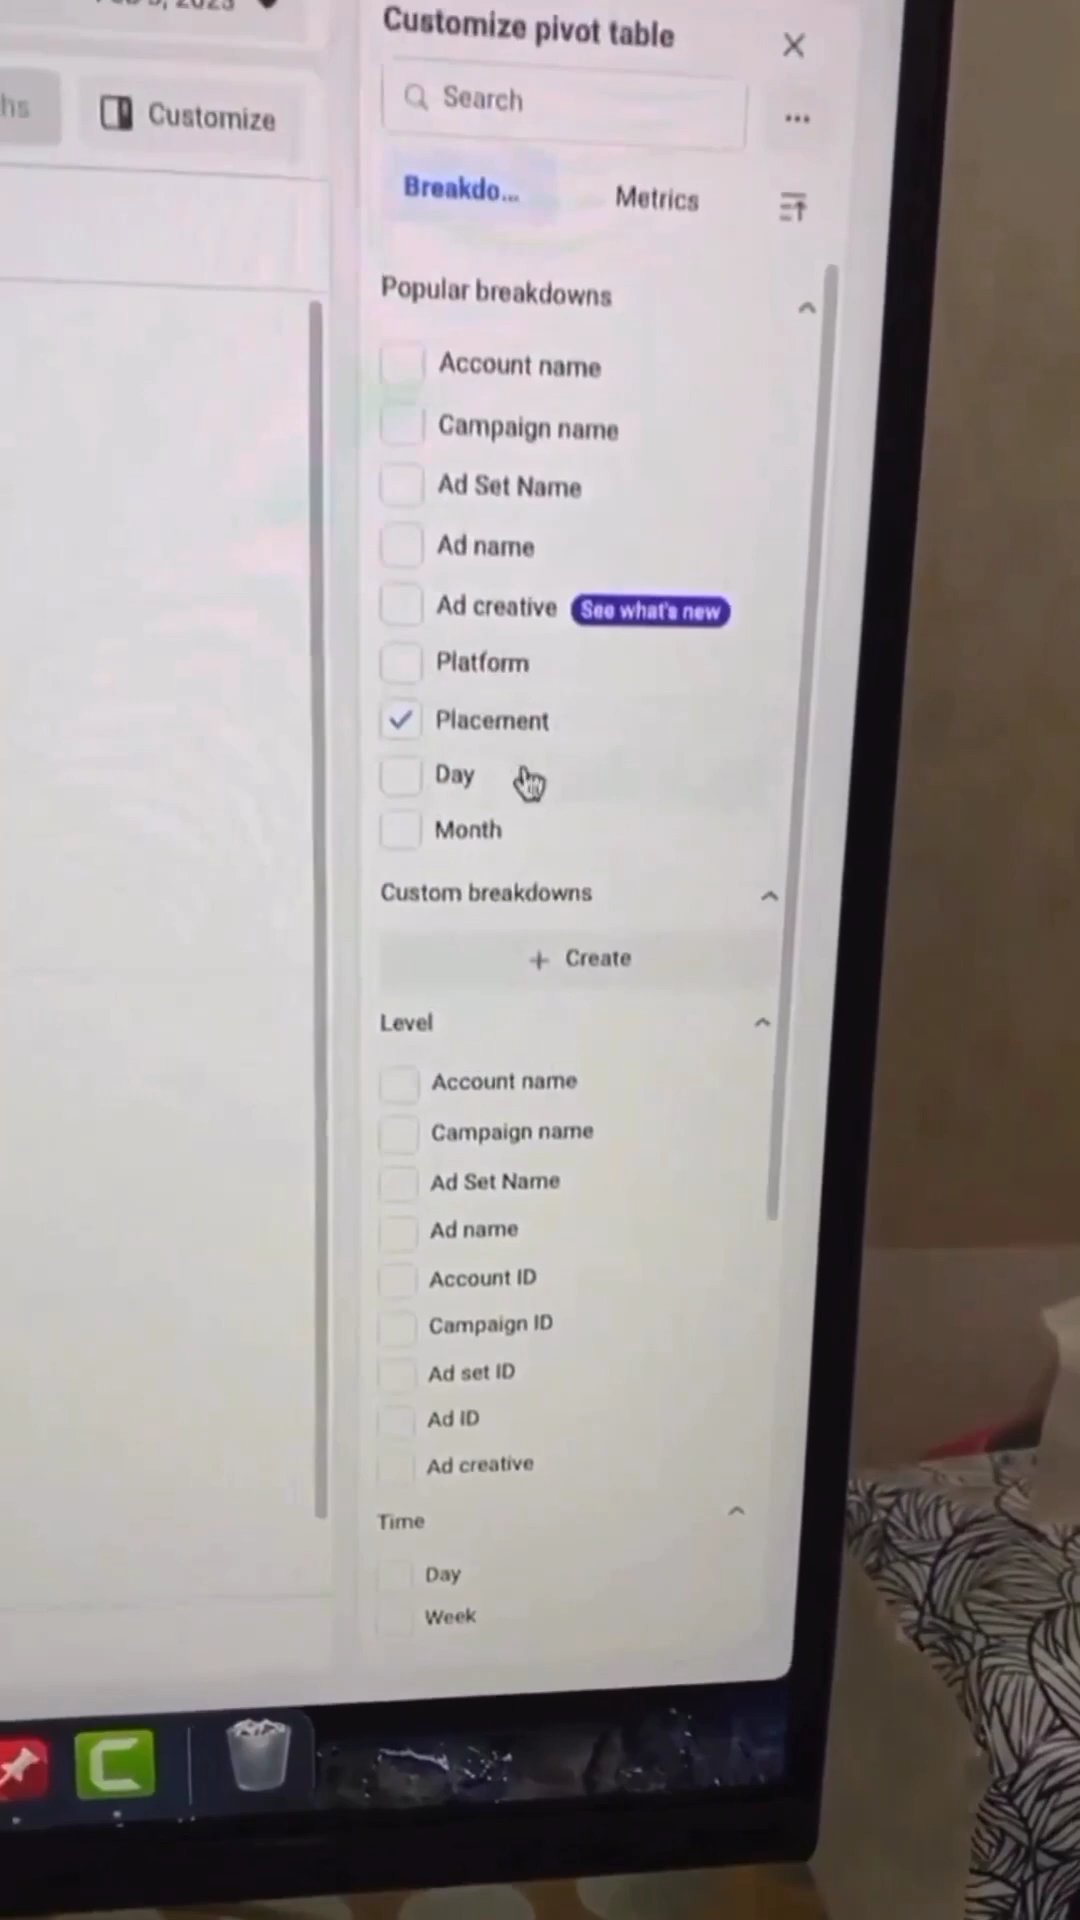 Customize pivot table
Search
Customize
Breakdo...
Metrics
Popular breakdowns
Account name
Campaign name
Ad Set Name
Ad name
Ad creative
See what's new
Platform
Placement
Day
Month
Custom breakdowns
+ Create
Level
Account name
Campaign name
Ad Set Name
Ad name
Account ID
Campaign ID
Ad set ID
Ad ID
Ad creative
Time
Day
Week